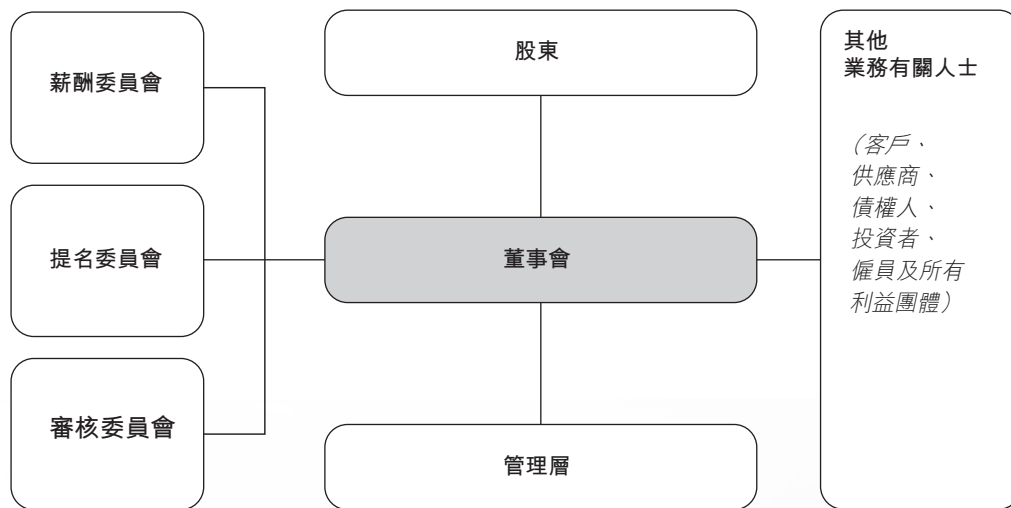 薪酬委員會
提名委員會
審核委員會
股東
董事會
管理層
其他
業務有關人士
（客戶、
供應商、
債權人、
投資者、
僱員及所有
利益團體）